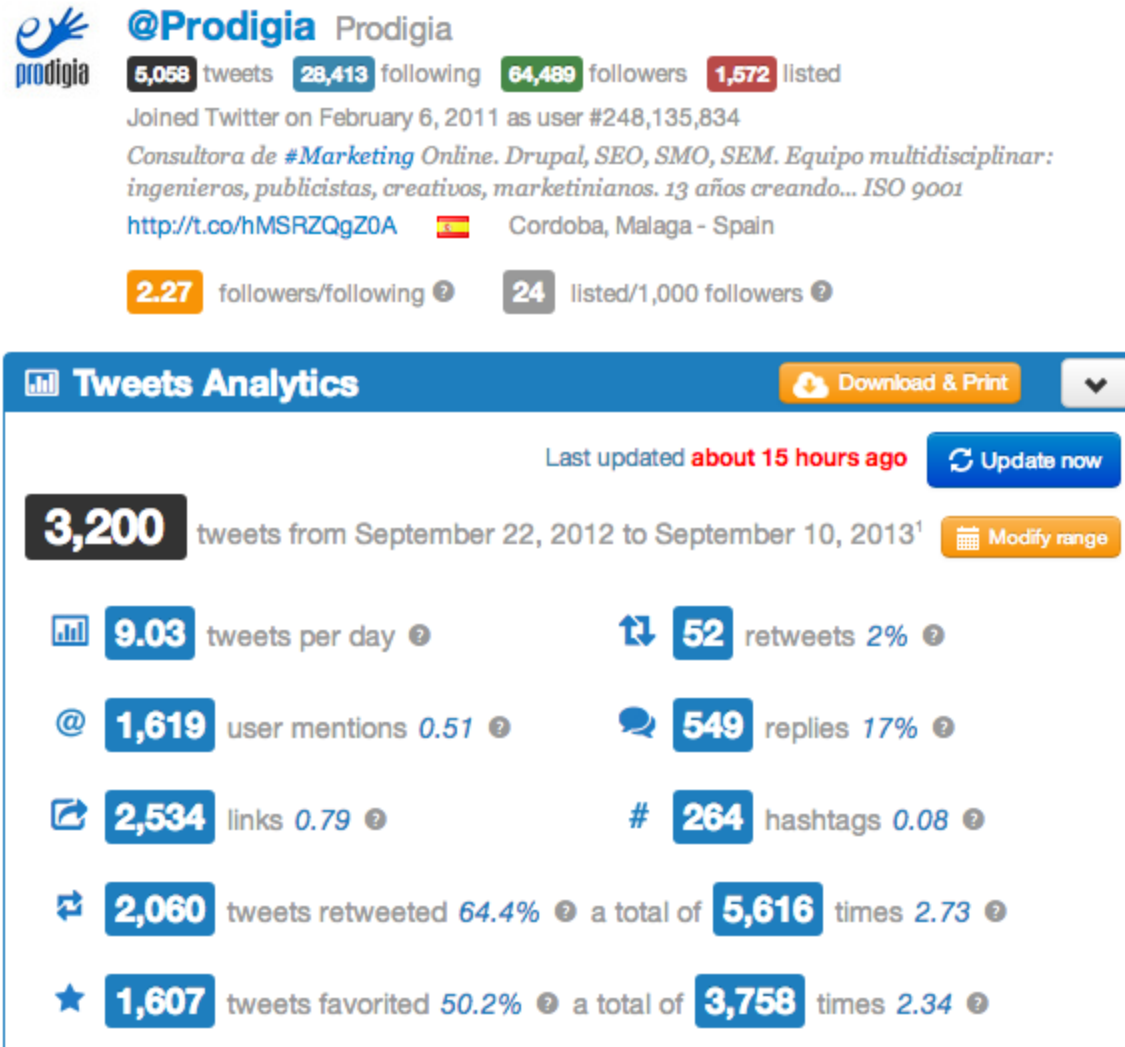 prodigia
@Prodigia Prodigia
5,058 tweets 28,413 following 64,489 followers 1,572 listed
Joined Twitter on February 6, 2011 as user #248,135,834
Consultora de #Marketing Online. Drupal, SEO, SMO, SEM. Equipo multidisciplinar:
ingenieros, publicistas, creativos, marketinianos. 13 años creando... ISO 9001
http://t.co/hMSRZQgZ0A Cordoba, Malaga - Spain
2.27 followers/following ? 24 listed/1,000 followers ?
Tweets Analytics Download & Print
Last updated about 15 hours ago Update now
3,200 tweets from September 22, 2012 to September 10, 2013¹ Modify range
9.03 tweets per day ? 52 retweets 2% ?
@ 1,619 user mentions 0.51 ? 549 replies 17% ?
2,534 links 0.79 ? # 264 hashtags 0.08 ?
2,060 tweets retweeted 64.4% ? a total of 5,616 times 2.73 ?
1,607 tweets favorited 50.2% ? a total of 3,758 times 2.34 ?